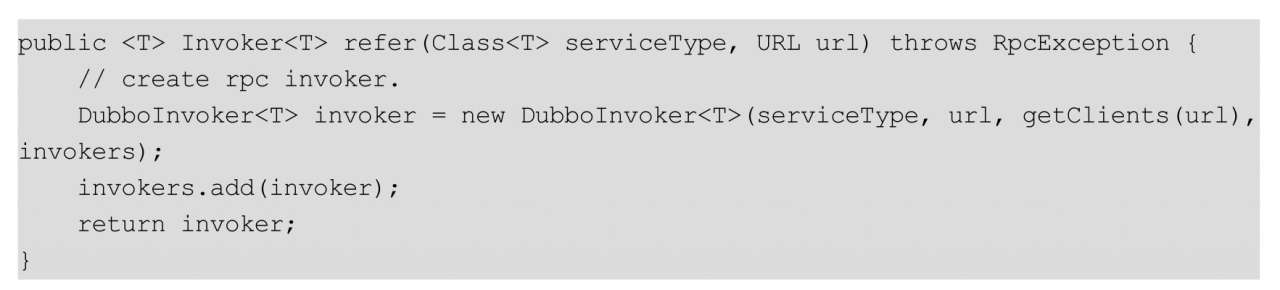 public <T> Invoker<T> refer(Class<T> serviceType, URL url) throws RpcException {
    // create rpc invoker.
    DubboInvoker<T> invoker = new DubboInvoker<T>(serviceType, url, getClients(url),
invokers);
    invokers.add(invoker);
    return invoker;
}